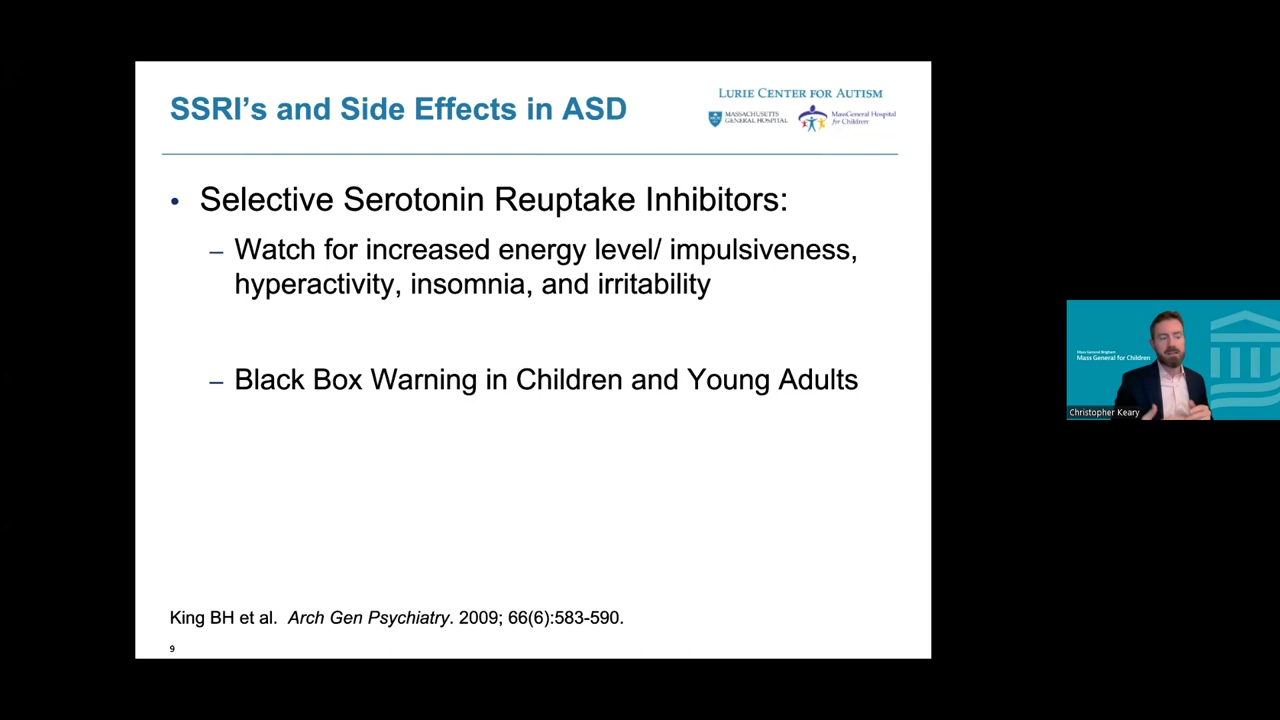 SSRI's and Side Effects in ASD
LURIE CENTER FOR AUTISM
MASSACHUSETTS
GENERAL HOSPITAL
MassGeneral Hospital
for Children
• Selective Serotonin Reuptake Inhibitors:
– Watch for increased energy level/ impulsiveness,
hyperactivity, insomnia, and irritability
– Black Box Warning in Children and Young Adults
King BH et al. Arch Gen Psychiatry. 2009; 66(6):583-590.
9
Mass General Brigham
Mass General for Children
Christopher Keary